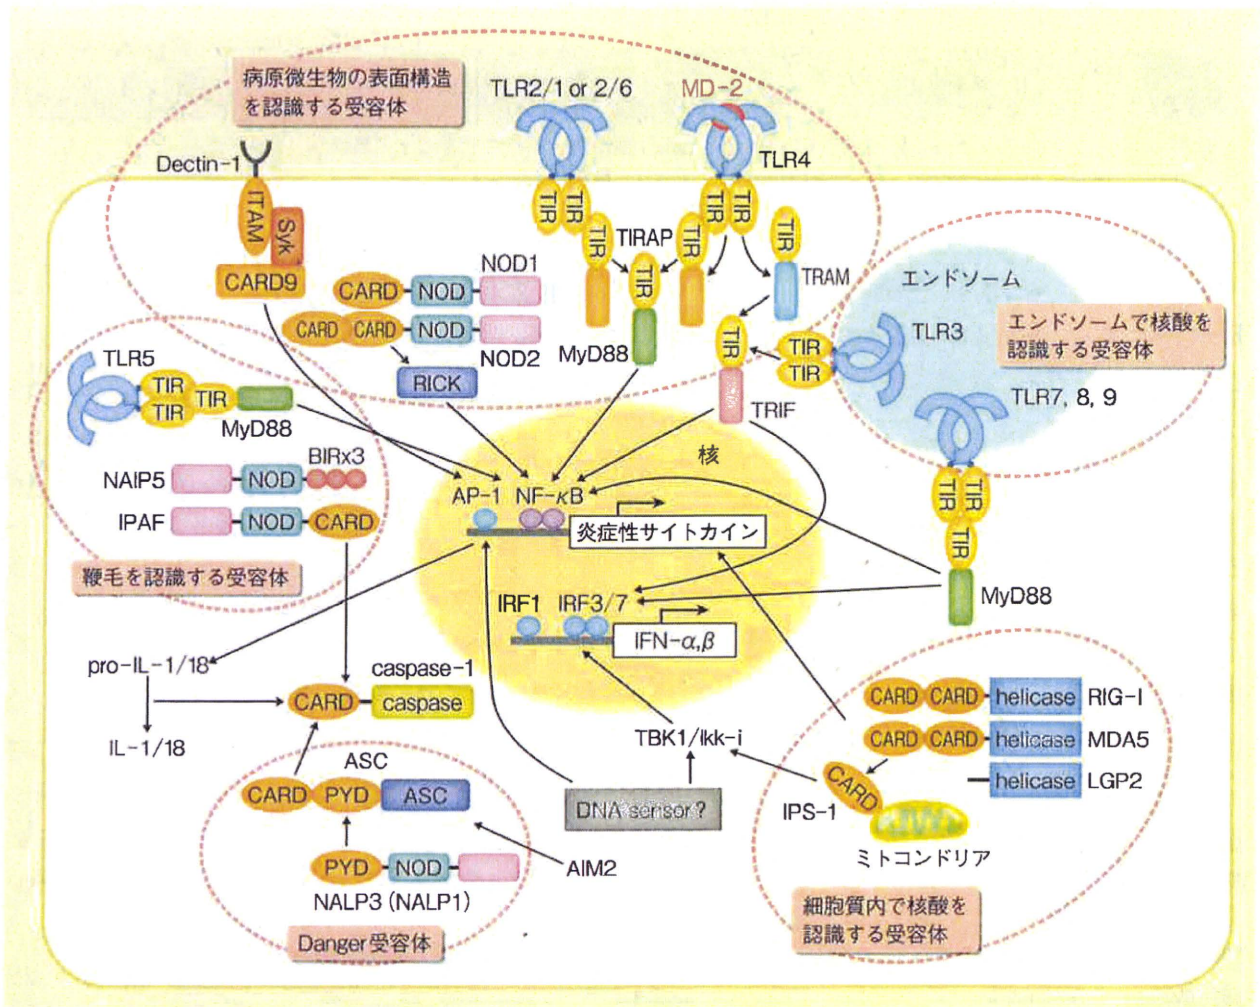 病原微生物の表面構造
を認識する受容体
TLR2/1 or 2/6
MD-2
TLR4
Dectin-1
ITAM
Syk
CARD9
TIR
TIR
TIR
TIR
TIR
TIRAP
TIR
TIR
TIR
TRAM
NOD1
CARD
NOD
CARD
CARD
NOD
NOD2
RICK
MyD88
TIR
TRIF
エンドソーム
TLR3
TIR
TIR
エンドソームで核酸を
認識する受容体
TLR7, 8, 9
TIR
TIR
TIR
MyD88
TLR5
TIR
TIR
TIR
MyD88
NAIP5
NOD
BIRx3
IPAF
NOD
CARD
鞭毛を認識する受容体
核
AP-1
NF-κB
炎症性サイトカイン
IRF1
IRF3/7
IFN-α,β
pro-IL-1/18
IL-1/18
caspase-1
CARD
caspase
ASC
CARD
PYD
ASC
PYD
NOD
NALP3 (NALP1)
Danger受容体
AIM2
TBK1/ikk-i
DNA sensor?
CARD
CARD
helicase
RIG-I
CARD
CARD
helicase
MDA5
helicase
LGP2
CARD
IPS-1
ミトコンドリア
細胞質内で核酸を
認識する受容体